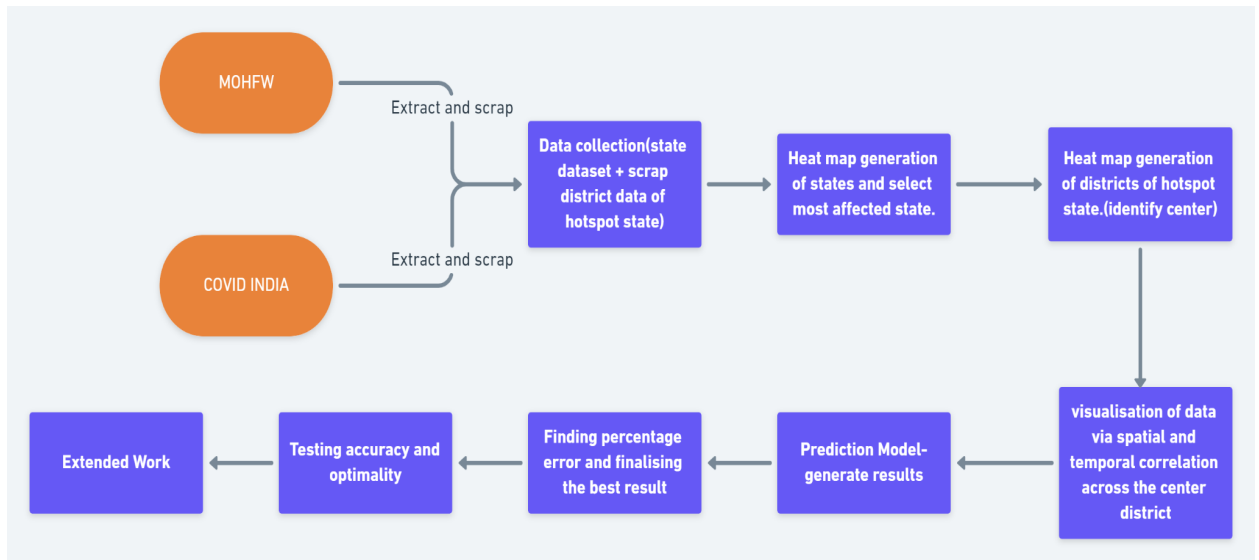 MOHFW
Extract and scrap
COVID INDIA
Extract and scrap
Data collection(state
dataset + scrap
district data of
hotspot state)
Heat map generation
of states and select
most affected state.
Heat map generation
of districts of hotspot
state.(identify center)
visualisation of data
via spatial and
temporal correlation
across the center
district
Prediction Model-
generate results
Finding percentage
error and finalising
the best result
Testing accuracy and
optimality
Extended Work